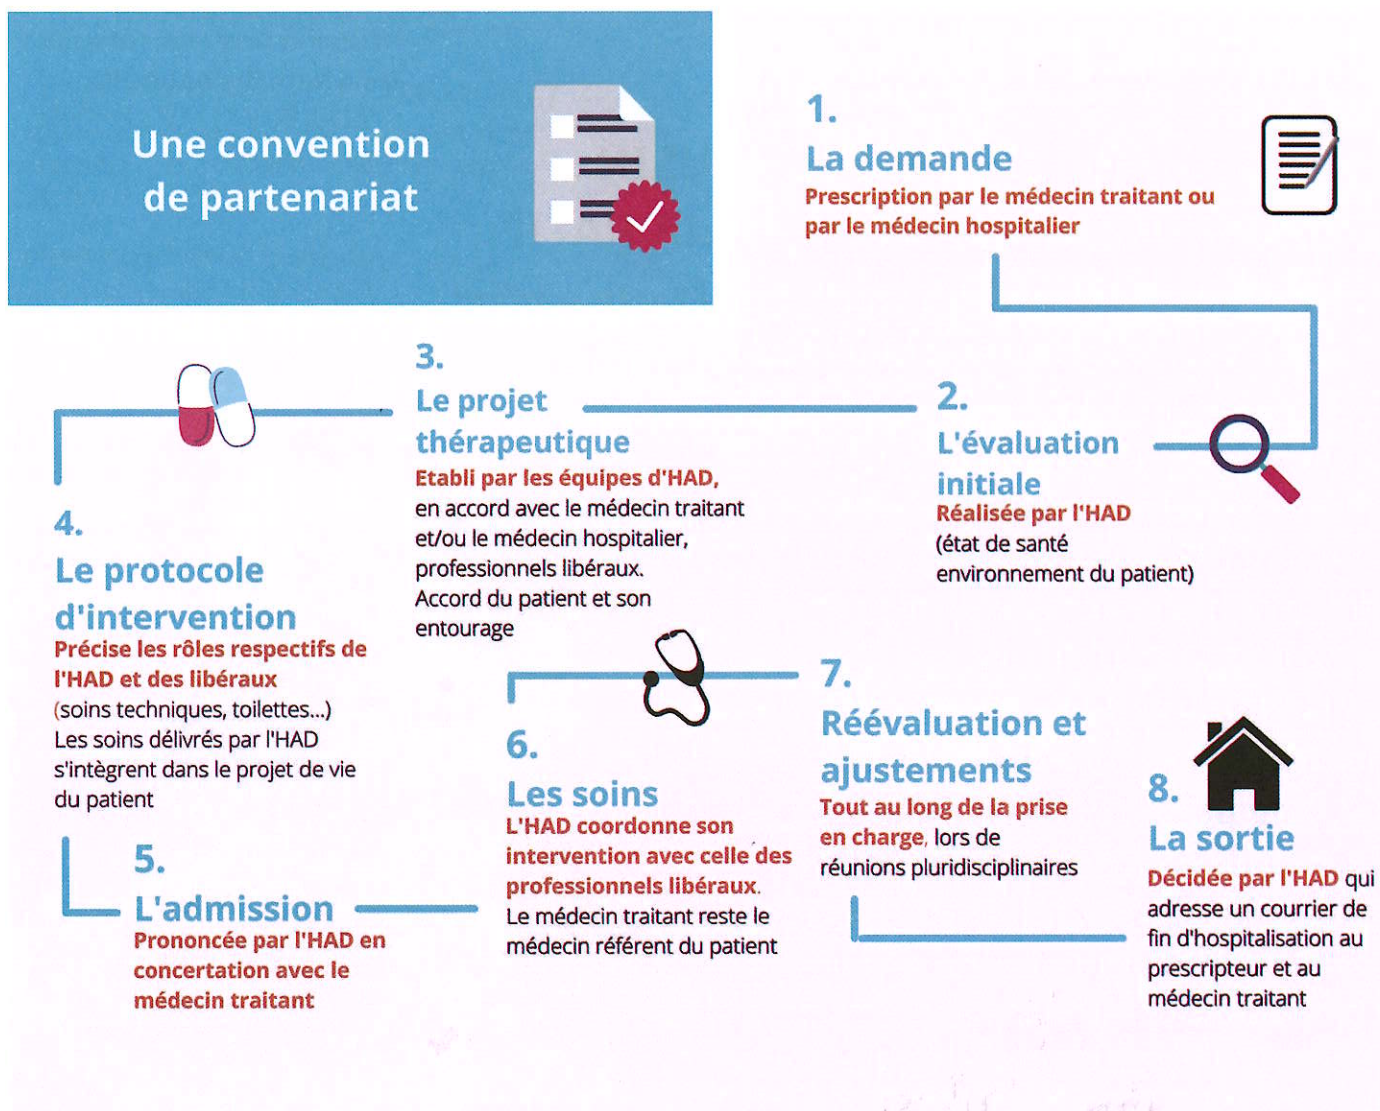 Une convention
de partenariat
1.
La demande
Prescription par le médecin traitant ou
par le médecin hospitalier
2.
L'évaluation
initiale
Réalisée par l'HAD
(état de santé
environnement du patient)
3.
Le projet
thérapeutique
Etabli par les équipes d'HAD,
en accord avec le médecin traitant
et/ou le médecin hospitalier,
professionnels libéraux.
Accord du patient et son
entourage
4.
Le protocole
d'intervention
Précise les rôles respectifs de
l'HAD et des libéraux
(soins techniques, toilettes...)
Les soins délivrés par l'HAD
s'intègrent dans le projet de vie
du patient
5.
L'admission
Prononcée par l'HAD en
concertation avec le
médecin traitant
6.
Les soins
L'HAD coordonne son
intervention avec celle des
professionnels libéraux.
Le médecin traitant reste le
médecin référent du patient
7.
Réévaluation et
ajustements
Tout au long de la prise
en charge, lors de
réunions pluridisciplinaires
8.
La sortie
Décidée par l'HAD qui
adresse un courrier de
fin d'hospitalisation au
prescripteur et au
médecin traitant